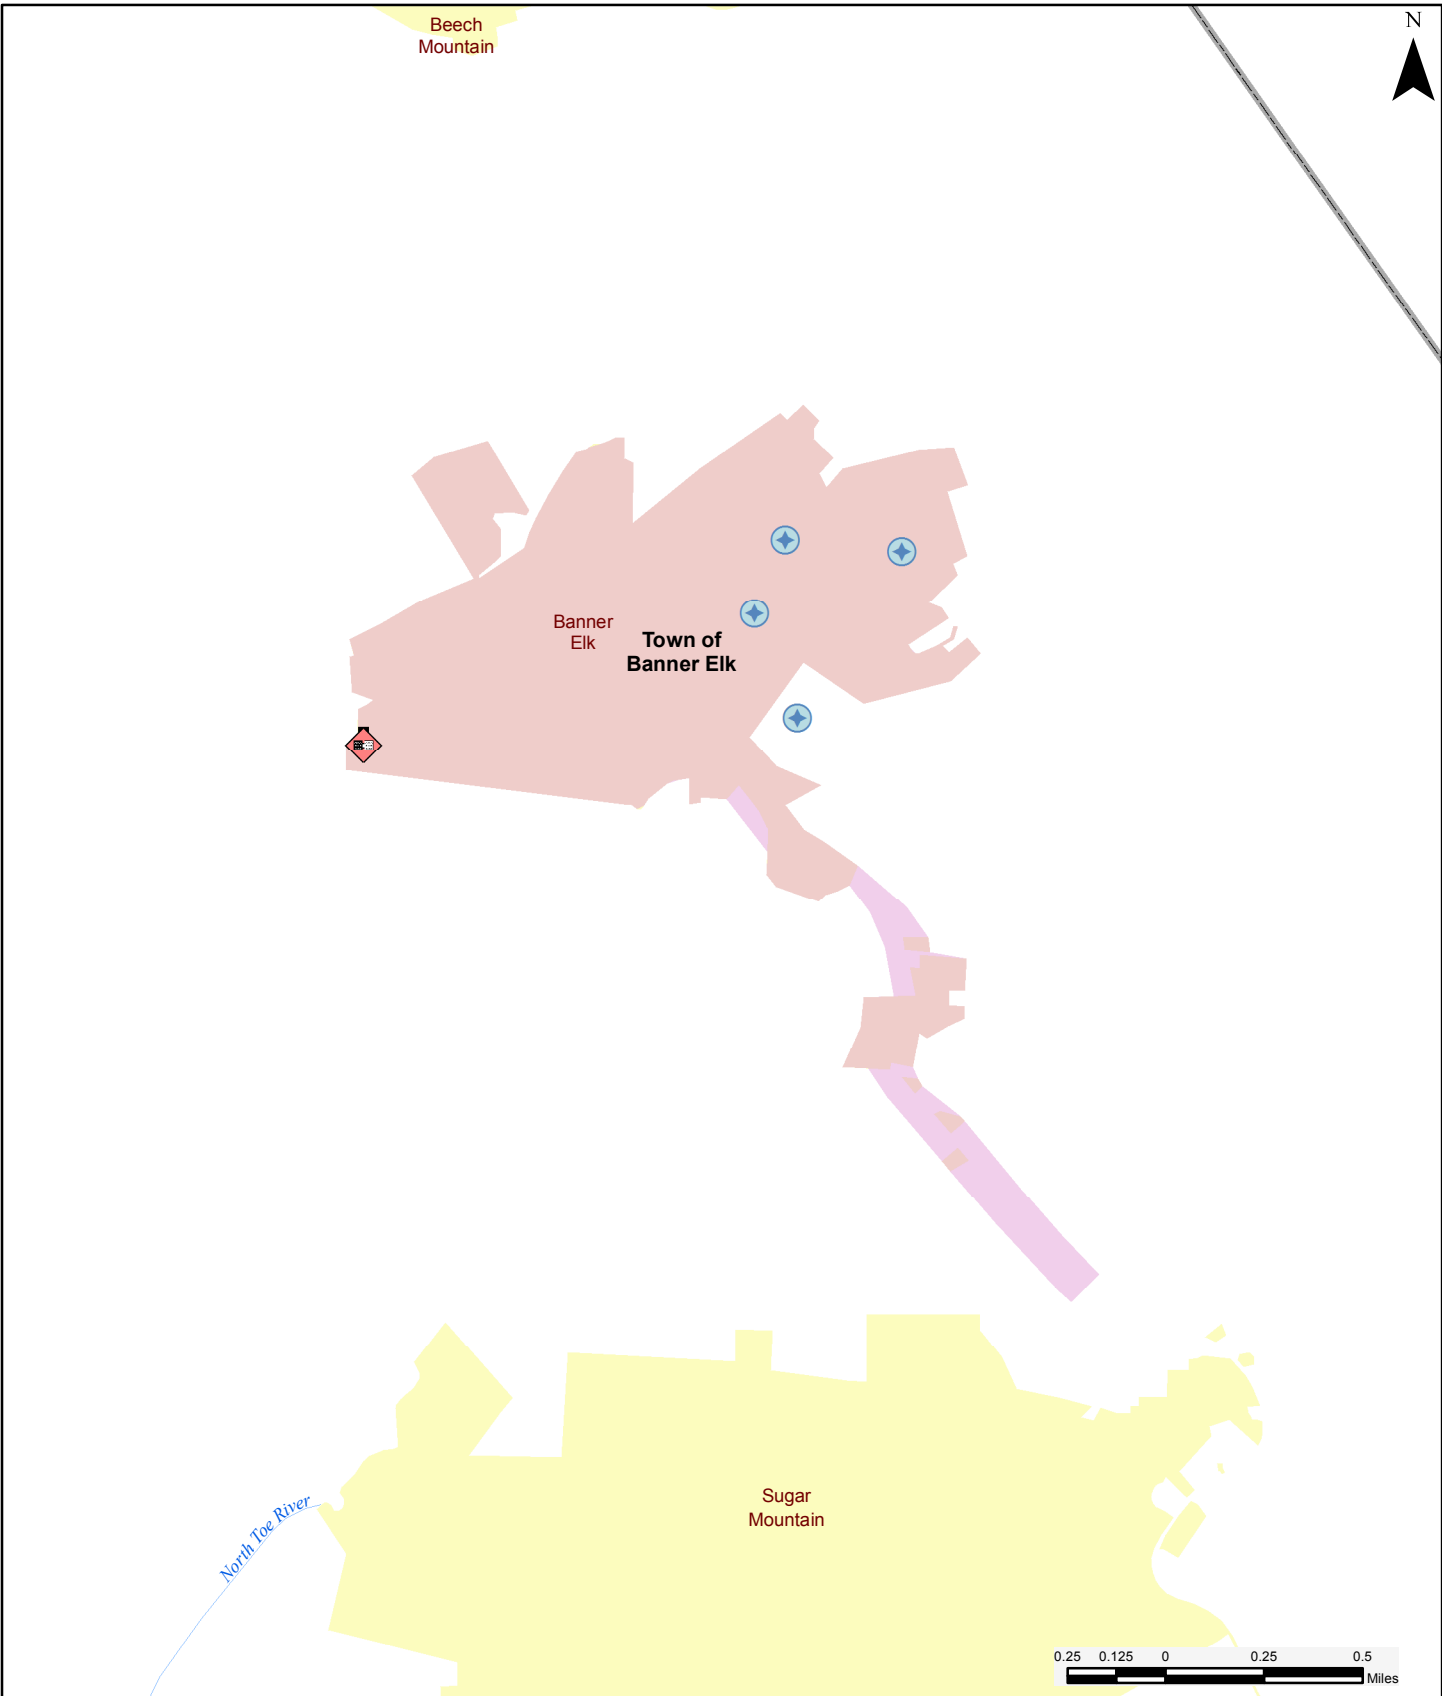 Beech
Mountain
N
Banner
Elk
Town of
Banner Elk
Sugar
Mountain
North Toe River
0.25 0.125 0 0.25 0.5
Miles